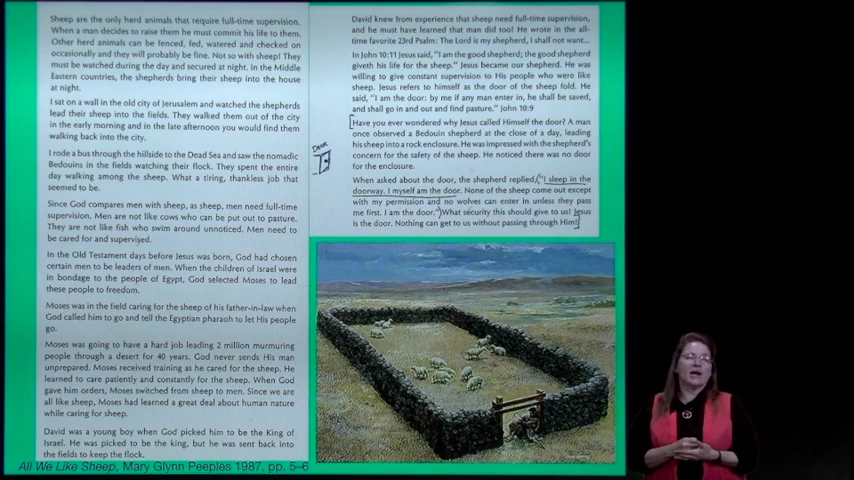 Sheep are the only herd animals that require full-time supervision.
When a man decides to raise them he must commit his life to them.
Other herd animals can be fenced, fed, watered and checked on
occasionally and they will probably be fine. Not so with sheep! They
must be watched during the day and secured at night. In the Middle
Eastern countries, the shepherds bring their sheep into the house
at night.
I sat on a wall in the old city of Jerusalem and watched the shepherds
lead their sheep into the fields. They walked them out of the city
in the early morning and in the late afternoon you would find them
walking back into the city.
I rode a bus through the hillside to the Dead Sea and saw the nomadic
Bedouins in the fields watching their flock. They spent the entire
day walking among the sheep. What a tiring, thankless job that
seemed to be.
Since God compares men with sheep, as sheep, men need full-time
supervision. Men are not like cows who can be put out to pasture.
They are not like fish who swim around unnoticed. Men need to
be cared for and supervised.
In the Old Testament days before Jesus was born, God had chosen
certain men to be leaders of men. When the children of Israel were
in bondage to the people of Egypt, God selected Moses to lead
these people to freedom.
Moses was in the field caring for the sheep of his father-in-law when
God called him to go and tell the Egyptian pharaoh to let His people
go.
Moses was going to have a hard job leading 2 million murmuring
people through a desert for 40 years. God never sends His man
unprepared. Moses received training as he cared for the sheep. He
learned to care patiently and constantly for the sheep. When God
gave him orders, Moses switched from sheep to men. Since we
are all like sheep, Moses had learned a great deal about human nature
while caring for sheep.
David was a young boy when God picked him to be the King of
Israel. He was picked to be the king, but he was sent back into
the fields to keep the flock.
All We Like Sheep, Mary Glynn Peeples 1987, pp. 5–6
David knew from experience that sheep need full-time supervision,
and he must have learned that man did too! He wrote in the all-
time favorite 23rd Psalm: The Lord is my shepherd, I shall not want...
In John 10:11 Jesus said, "I am the good shepherd; the good shepherd
giveth his life for the sheep." Jesus became our shepherd. He was
willing to give constant supervision to His people who were like
sheep. Jesus refers to himself as the door of the sheep fold. He
said, "I am the door: by me if any man enter in, he shall be saved,
and shall go in and out and find pasture." John 10:9
Have you ever wondered why Jesus called Himself the door? A man
once observed a Bedouin shepherd at the close of a day, leading
his sheep into a rock enclosure. He was impressed with the shepherd's
concern for the safety of the sheep. He noticed there was no door
for the enclosure.
DOOR
When asked about the door, the shepherd replied, ("I sleep in the
doorway. I myself am the door. None of the sheep come out except
with my permission and no wolves can enter in unless they pass
me first. I am the door.") What security this should give to us! Jesus
is the door. Nothing can get to us without passing through Him!